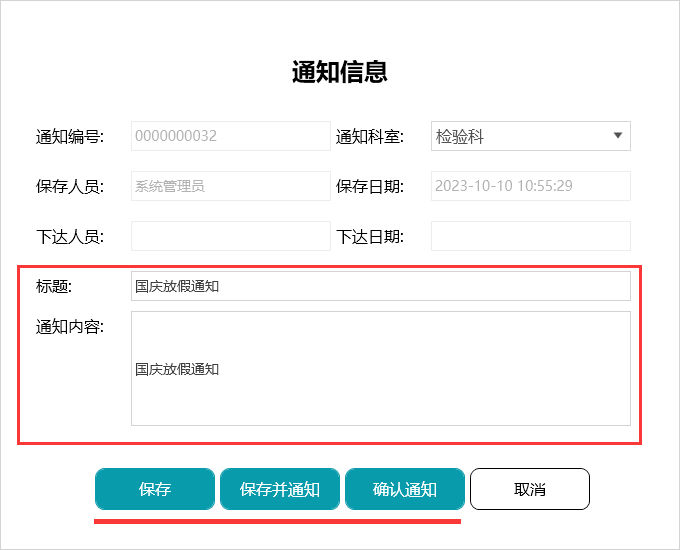 通知信息
通知编号: 0000000032 通知科室: 检验科
保存人员: 系统管理员 保存日期: 2023-10-10 10:55:29
下达人员: 下达日期:
标题: 国庆放假通知
通知内容: 国庆放假通知
保存 保存并通知 确认通知 取消